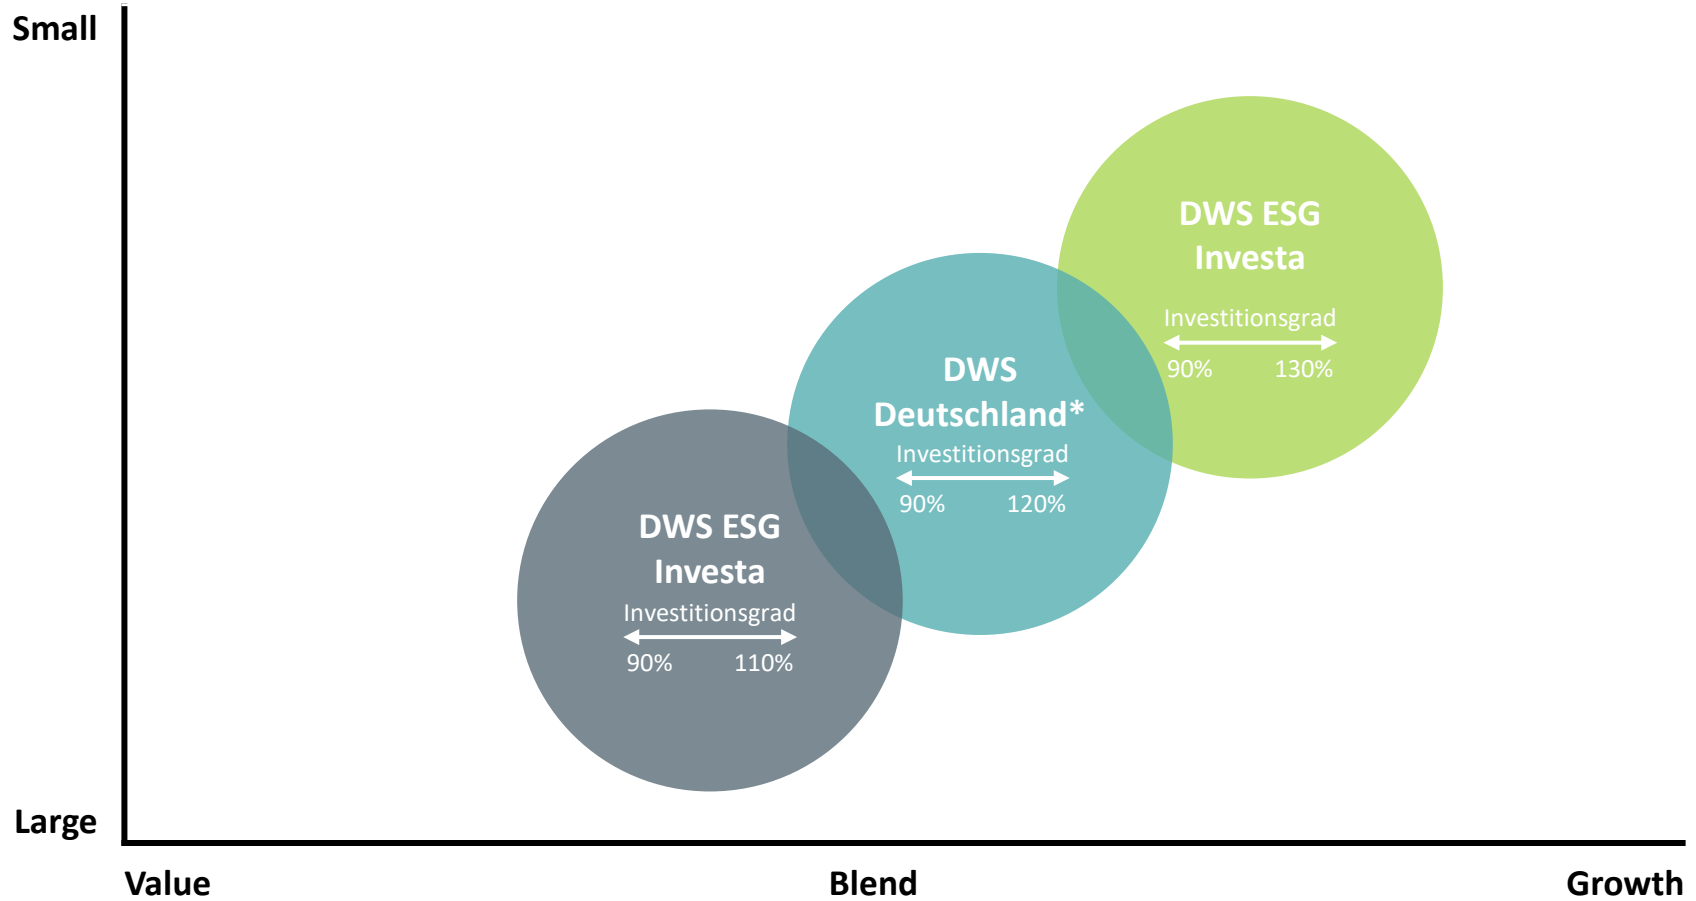 Small
DWS ESG
Investa
Investitionsgrad
90% 130%
DWS
Deutschland*
Investitionsgrad
90% 120%
DWS ESG
Investa
Investitionsgrad
90% 110%
Large
Value Blend Growth